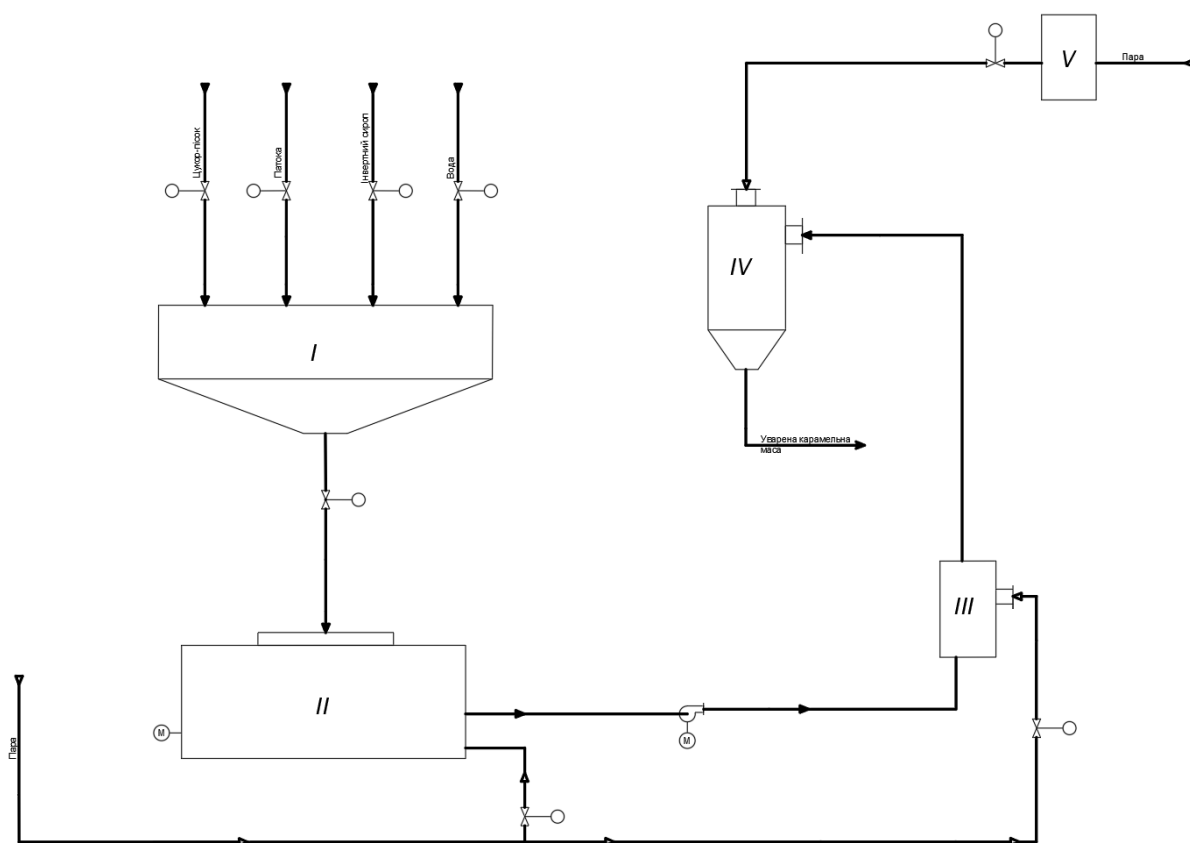 V
Пара
Цукор-пісок
Патока
Інвертний сироп
Вода
IV
I
Уварена карамельна
маса
III
II
M
M
Пара